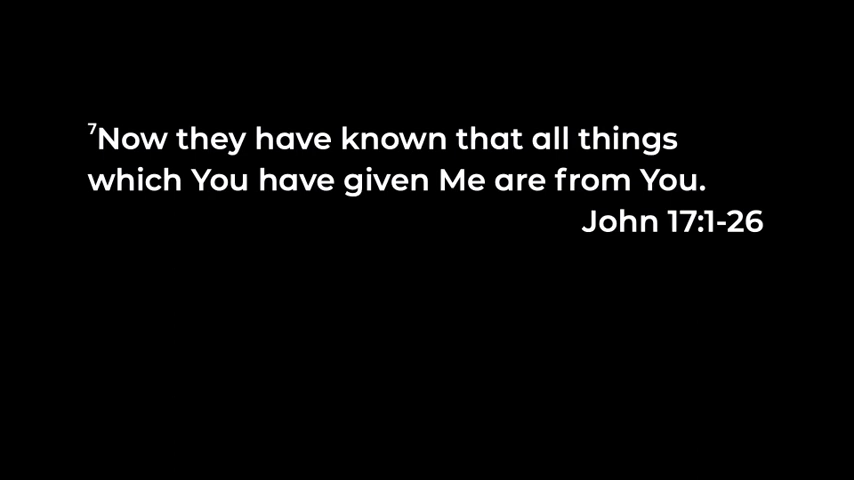 ⁷Now they have known that all things
which You have given Me are from You.
John 17:1-26